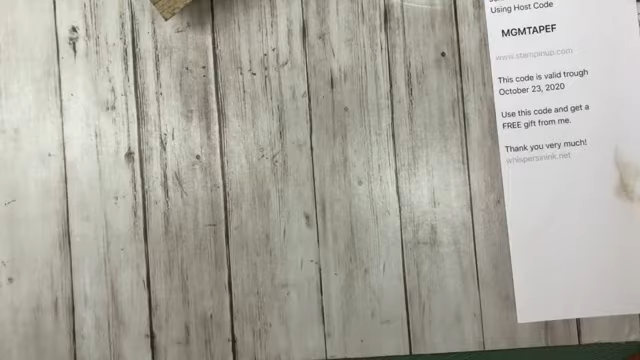 Using Host Code
MGMTAPEF
www.stampinup.com
This code is valid trough
October 23, 2020
Use this code and get a
FREE gift from me.
Thank you very much!
whispersinink.net